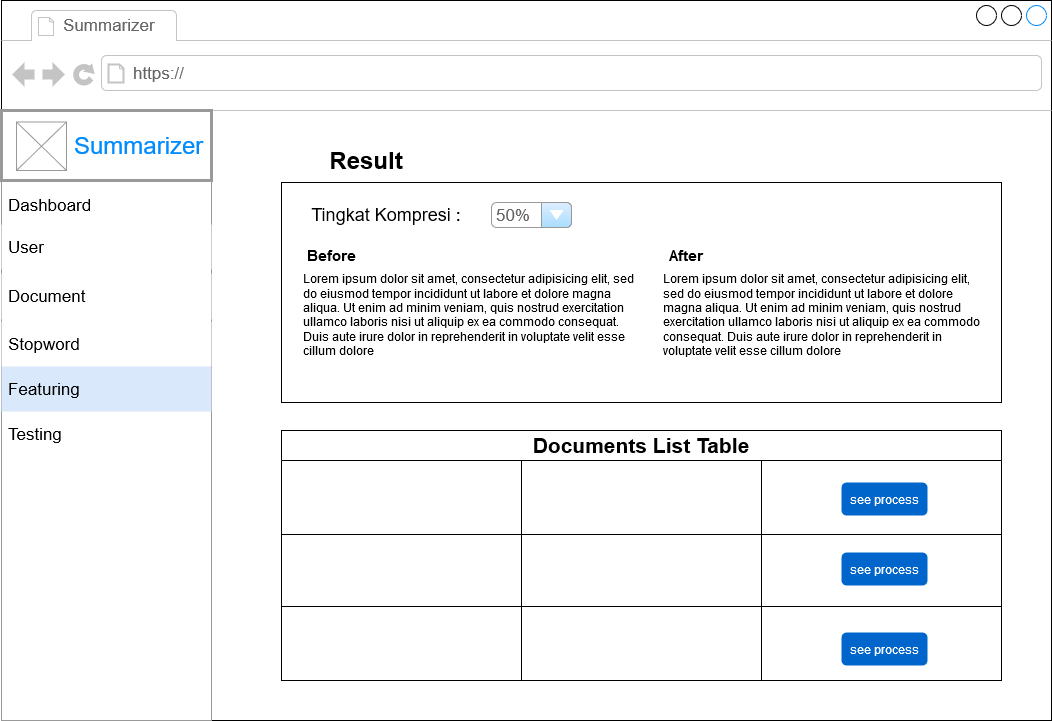 Summarizer
https://
Summarizer
Dashboard
User
Document
Stopword
Featuring
Testing
Result
Tingkat Kompresi : 50%
Before
Lorem ipsum dolor sit amet, consectetur adipisicing elit, sed
do eiusmod tempor incididunt ut labore et dolore magna
aliqua. Ut enim ad minim veniam, quis nostrud exercitation
ullamco laboris nisi ut aliquip ex ea commodo consequat.
Duis aute irure dolor in reprehenderit in voluptate velit esse
cillum dolore
After
Lorem ipsum dolor sit amet, consectetur adipisicing elit,
sed do eiusmod tempor incididunt ut labore et dolore
magna aliqua. Ut enim ad minim veniam, quis nostrud
exercitation ullamco laboris nisi ut aliquip ex ea commodo
consequat. Duis aute irure dolor in reprehenderit in
voluptate velit esse cillum dolore
Documents List Table
see process
see process
see process